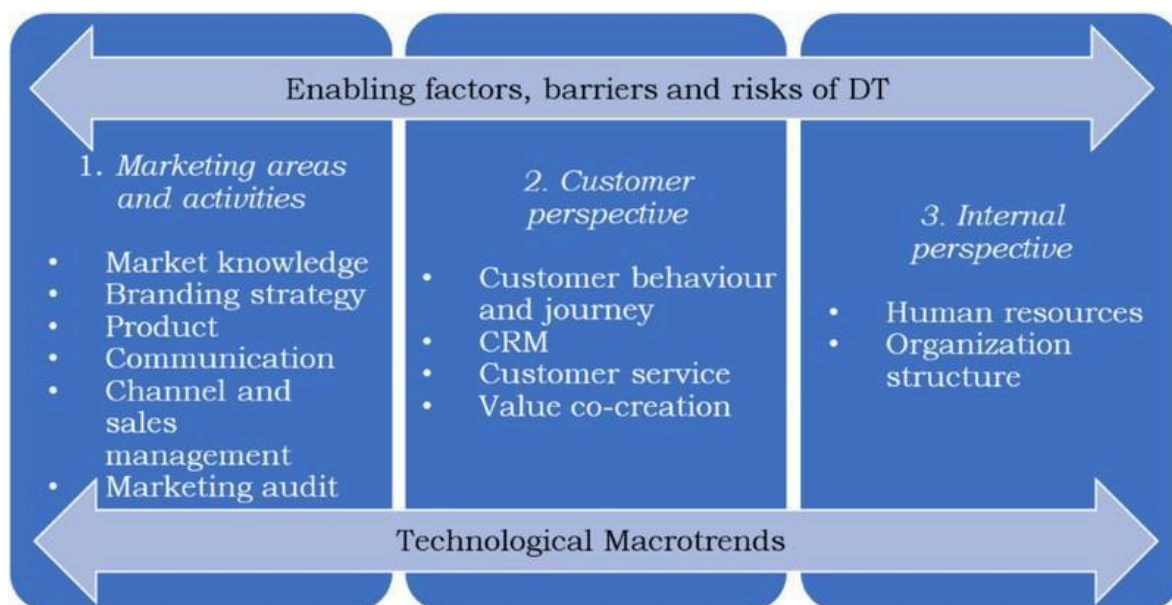 Enabling factors, barriers and risks of DT
1. Marketing areas
and activities
• Market knowledge
• Branding strategy
• Product
• Communication
• Channel and
sales
management
• Marketing audit
2. Customer
perspective
• Customer behaviour
and journey
• CRM
• Customer service
• Value co-creation
3. Internal
perspective
• Human resources
• Organization
structure
Technological Macrotrends